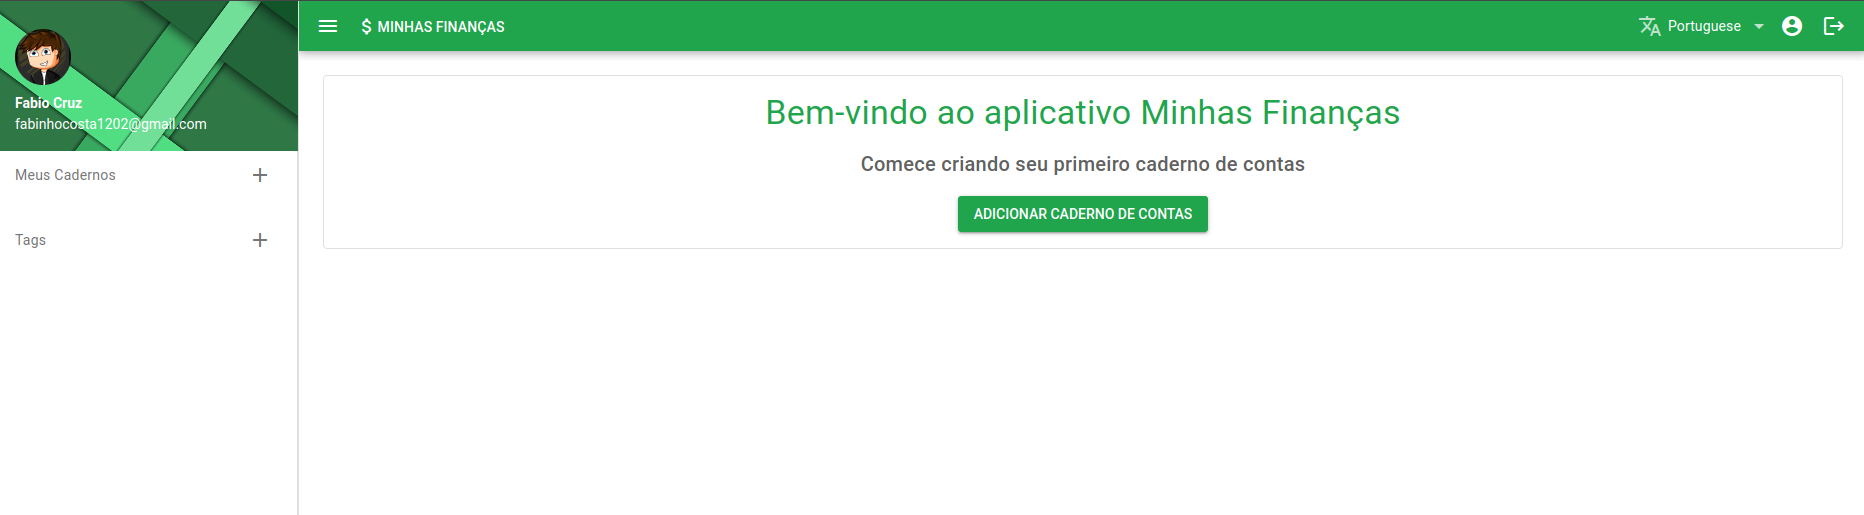 Fabio Cruz
fabinhocosta1202@gmail.com
Meus Cadernos
Tags
$ MINHAS FINANÇAS
Portuguese
Bem-vindo ao aplicativo Minhas Finanças
Comece criando seu primeiro caderno de contas
ADICIONAR CADERNO DE CONTAS